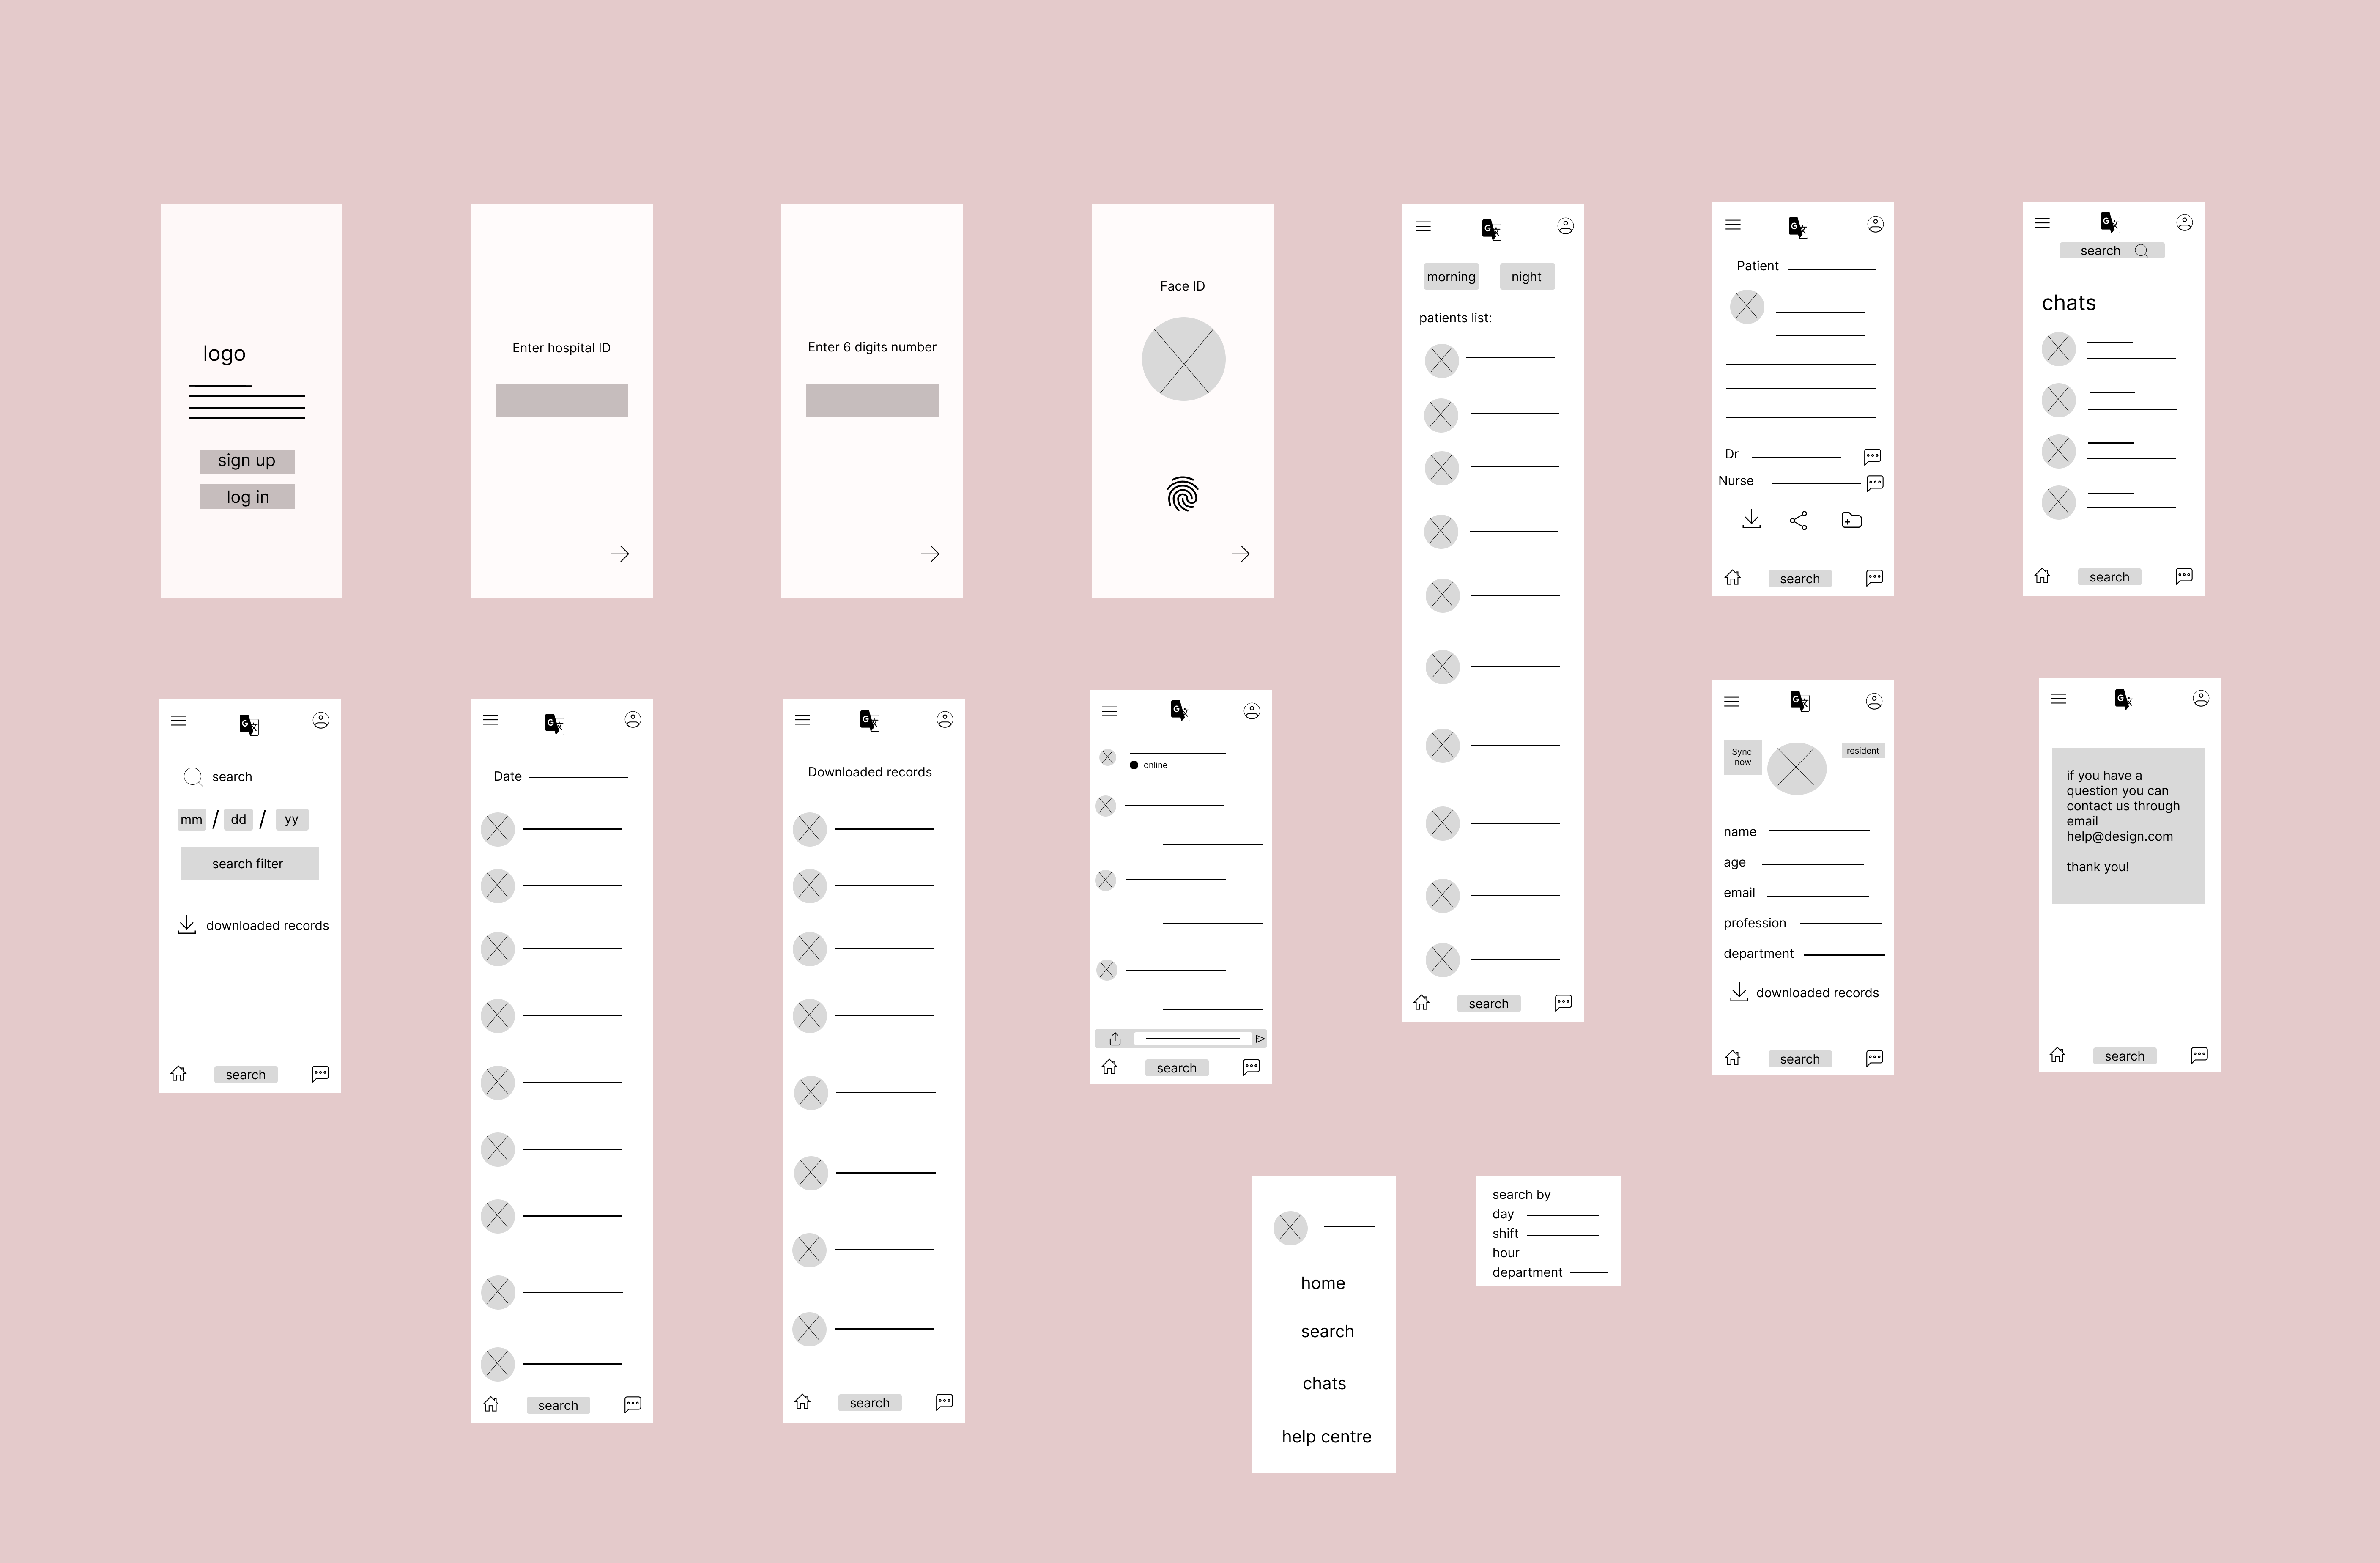 logo
sign up
log in
Enter hospital ID
Enter 6 digits number
Face ID
G
morning
night
patients list:
search
G
Patient
Dr
Nurse
search
G
search
chats
search
G
search
mm / dd / yy
search filter
downloaded records
search
G
Date
search
G
Downloaded records
search
G
online
search
G
Sync
now
resident
name
age
email
profession
department
downloaded records
search
G
if you have a
question you can
contact us through
email
help@design.com
thank you!
search
home
search
chats
help centre
search by
day
shift
hour
department